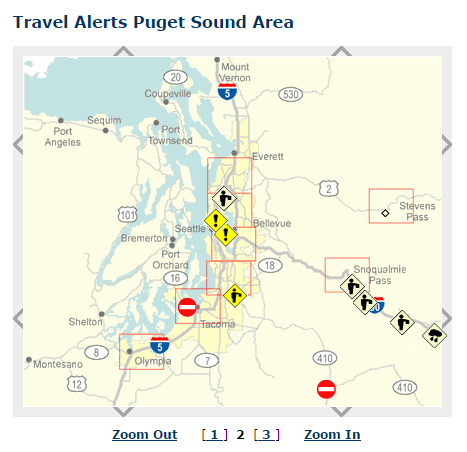 Travel Alerts Puget Sound Area
Mount
Vernon
20
5
530
Coupeville
Sequim
Port
Angeles
Port
Townsend
Everett
2
Stevens
Pass
101
Seattle
Bellevue
Bremerton
Port
Orchard
18
Snoqualmie
Pass
16
90
Shelton
Tacoma
5
8
Olympia
7
410
Montesano
12
410
Zoom Out [ 1 ] 2 [ 3 ] Zoom In